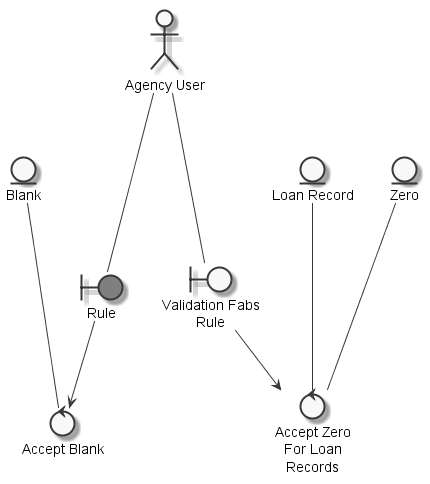 Agency User
Blank
Loan Record
Zero
Rule
Validation Fabs
Rule
Accept Blank
Accept Zero
For Loan
Records